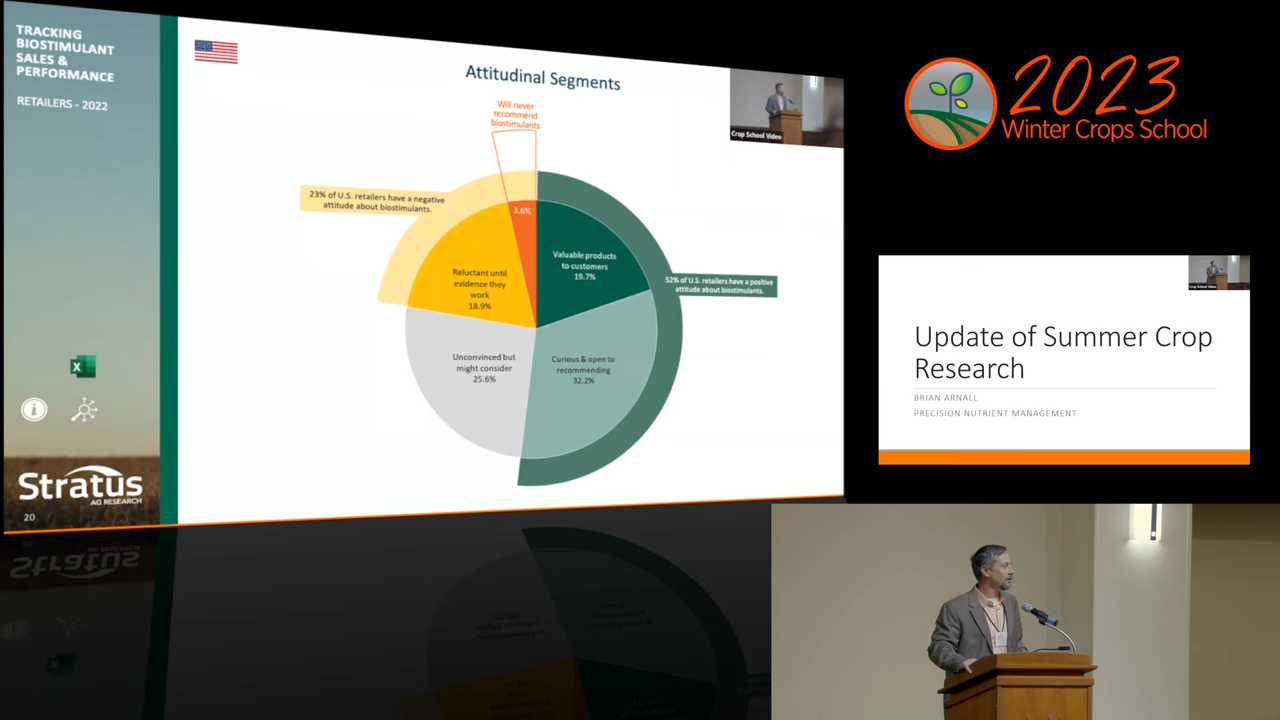 TRACKING
BIOSTIMULANT
SALES &
PERFORMANCE
RETAILERS - 2022
Stratus
AG RESEARCH
20
Attitudinal Segments
Will never
recommend
biostimulants
Crop School Video
23% of U.S. retailers have a negative
attitude about biostimulants.
3.6%
Valuable products
to customers
19.7%
52% of U.S. retailers have a positive
attitude about biostimulants.
Reluctant until
evidence they
work
18.9%
Unconvinced but
might consider
25.6%
Curious & open to
recommending
32.2%
2023
Winter Crops School
Crop School Video
Update of Summer Crop
Research
BRIAN ARNALL
PRECISION NUTRIENT MANAGEMENT